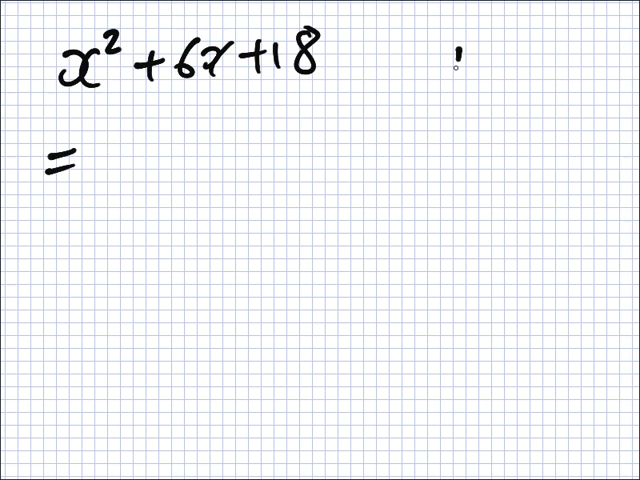 x² + 6x + 18
=